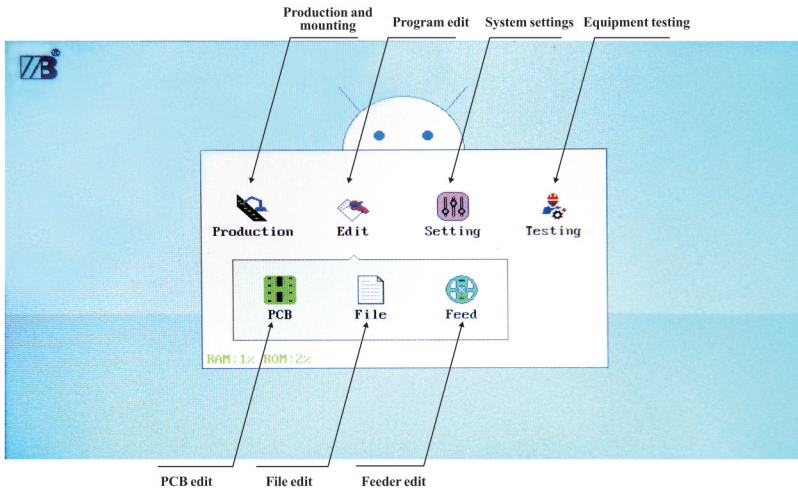 Production and
mounting
Program edit
System settings
Equipment testing
B®
Production
Edit
Setting
Testing
PCB
File
Feed
RAM:1% ROM:2%
PCB edit
File edit
Feeder edit